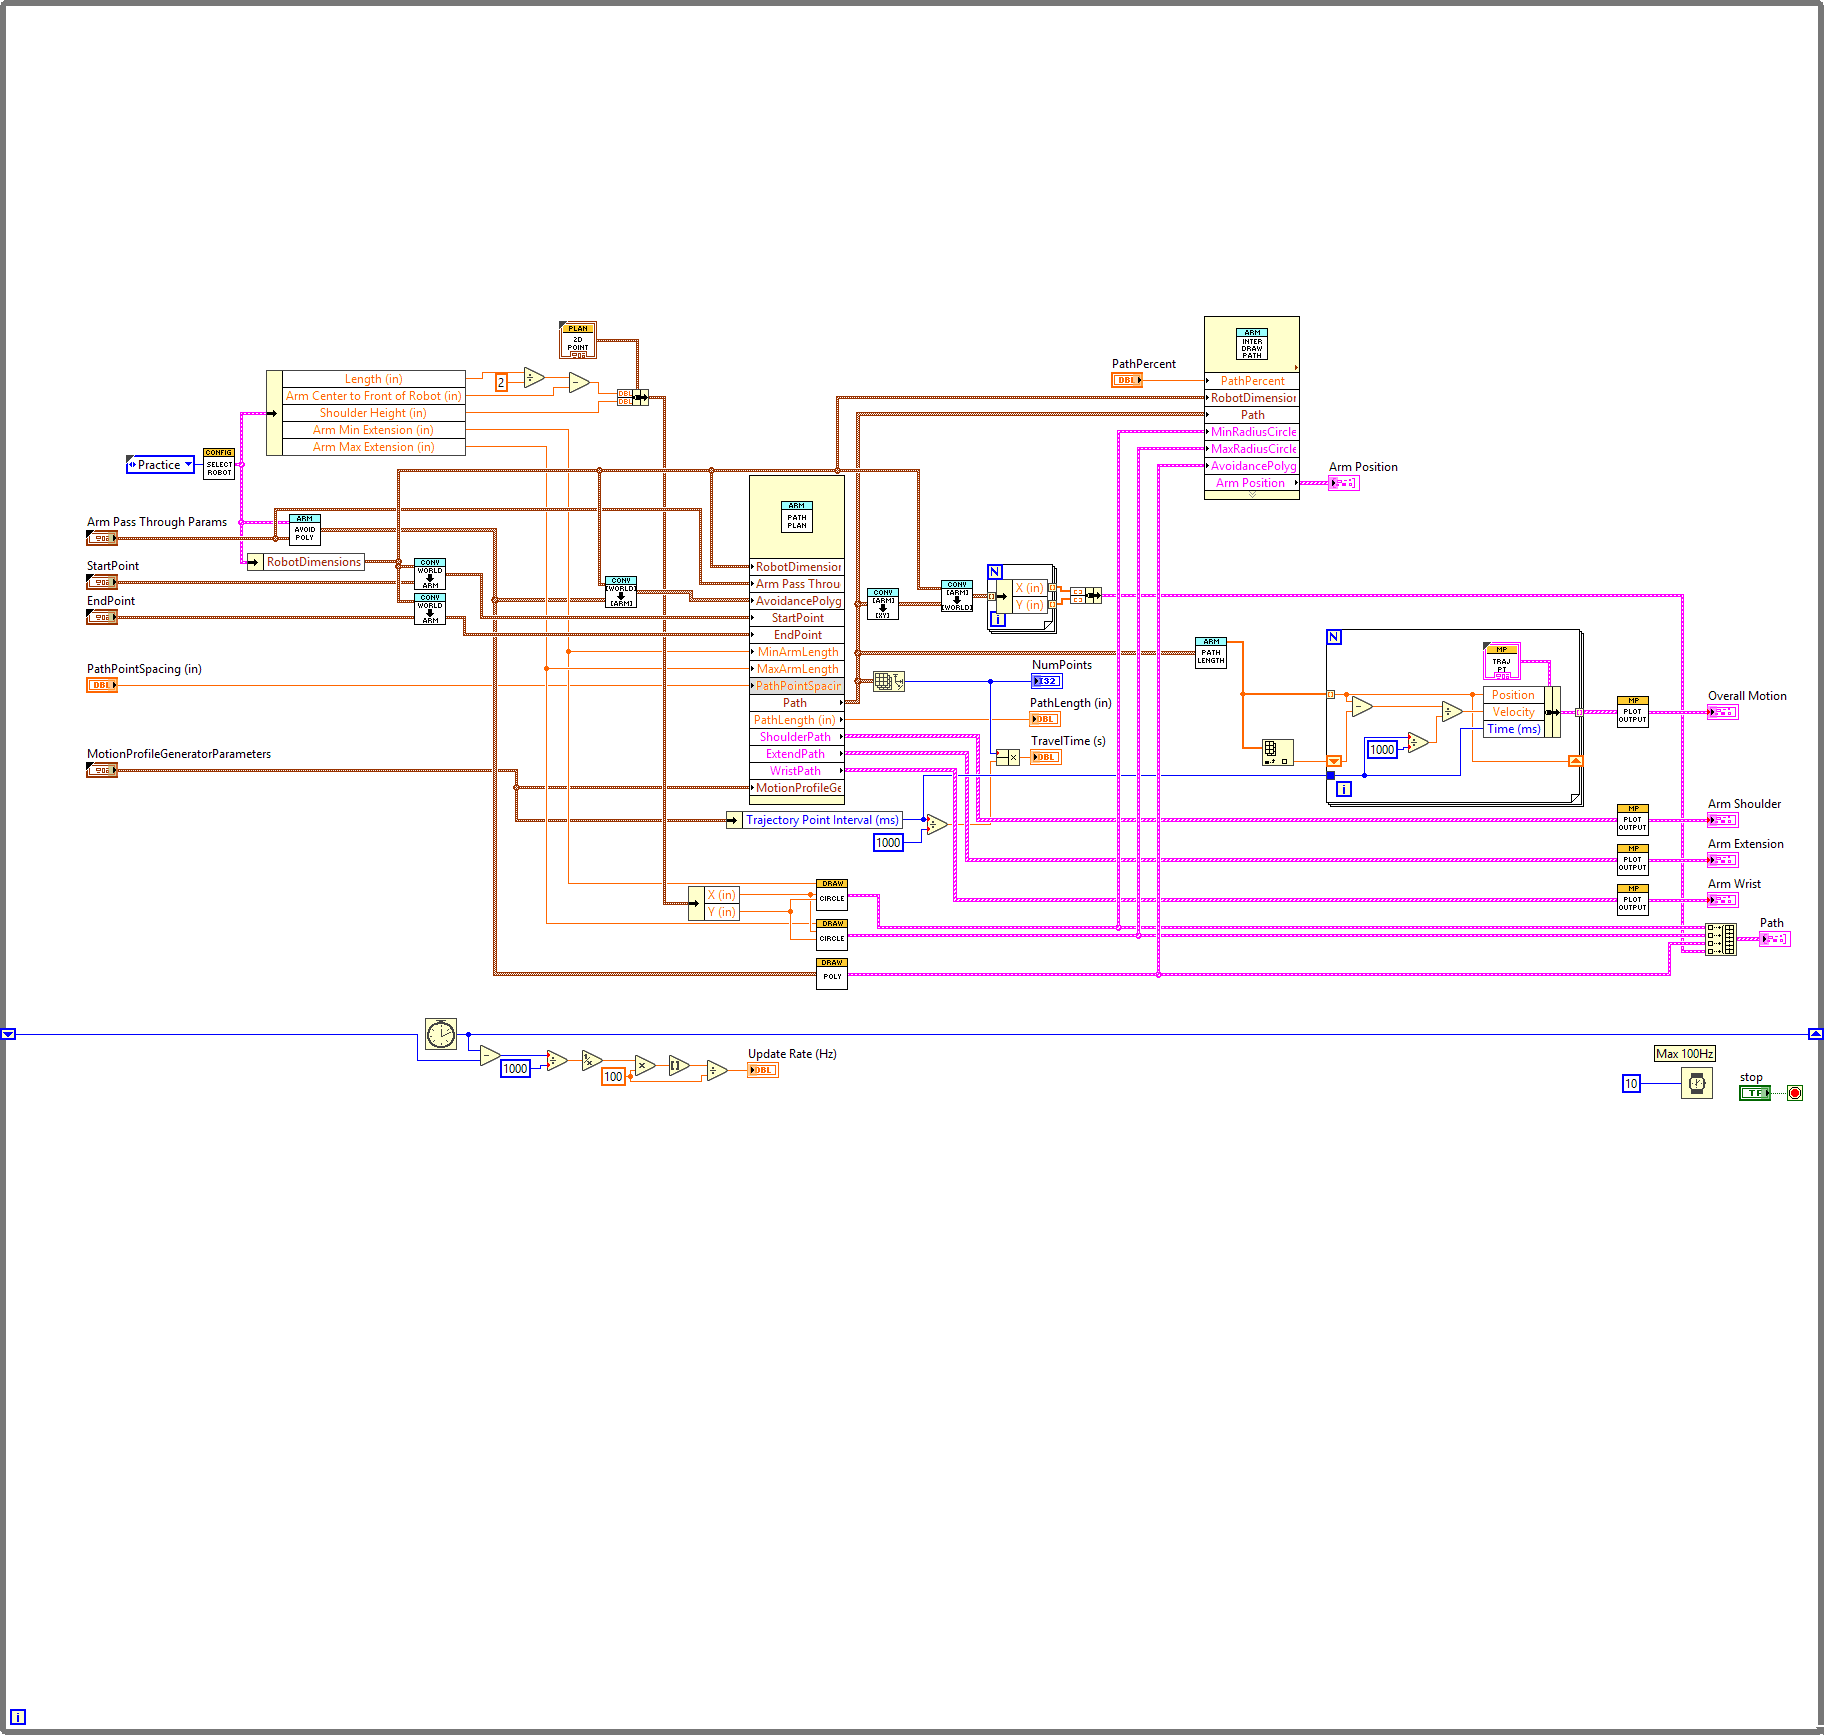 PLAN
2D
POINT
Length (in)
Arm Center to Front of Robot (in)
Shoulder Height (in)
Arm Min Extension (in)
Arm Max Extension (in)
2
DBL
DBL
Practice
CONFIG
SELECT
ROBOT
Arm Pass Through Params
ARM
AVOID
POLY
RobotDimensions
StartPoint
CONV
WORLD
ARM
EndPoint
CONV
WORLD
ARM
CONV
[WORLD]
[ARM]
PathPointSpacing (in)
DBL
MotionProfileGeneratorParameters
ARM
PATH
PLAN
RobotDimension
Arm Pass Throu
AvoidancePolyg
StartPoint
EndPoint
MinArmLength
MaxArmLength
PathPointSpacin
Path
PathLength (in)
ShoulderPath
ExtendPath
WristPath
MotionProfileGe
Trajectory Point Interval (ms)
1000
CONV
[ARM]
[XY]
CONV
[ARM]
[WORLD]
N
X (in)
Y (in)
i
NumPoints
I32
PathLength (in)
DBL
TravelTime (s)
DBL
PathPercent
DBL
ARM
INTER
DRAW
PATH
PathPercent
RobotDimension
Path
MinRadiusCircle
MaxRadiusCircle
AvoidancePolyg
Arm Position
Arm Position
ARM
PATH
LENGTH
N
MP
TRAJ
PT
Position
Velocity
Time (ms)
1000
i
MP
PLOT
OUTPUT
Overall Motion
MP
PLOT
OUTPUT
Arm Shoulder
MP
PLOT
OUTPUT
Arm Extension
MP
PLOT
OUTPUT
Arm Wrist
Path
X (in)
Y (in)
DRAW
CIRCLE
DRAW
CIRCLE
DRAW
POLY
1000
100
Update Rate (Hz)
DBL
Max 100Hz
10
stop
TF
i